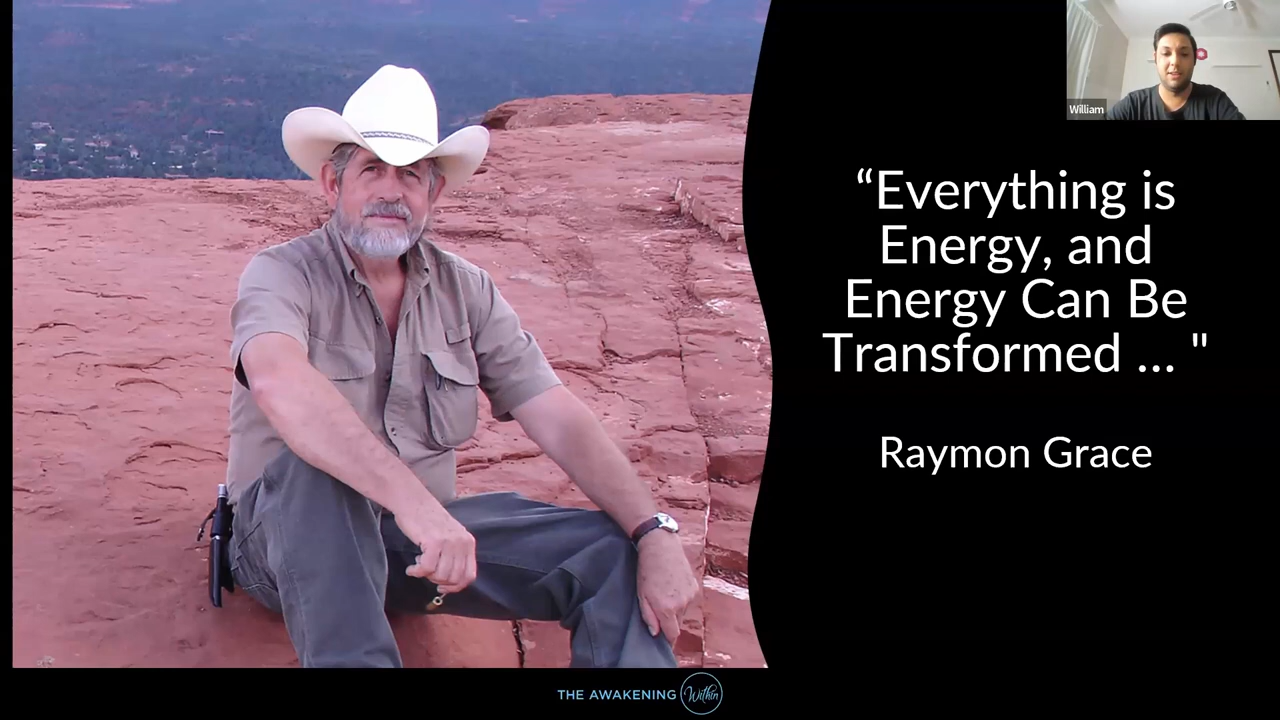 William
“Everything is
Energy, and
Energy Can Be
Transformed ... "
Raymon Grace
THE AWAKENING Within